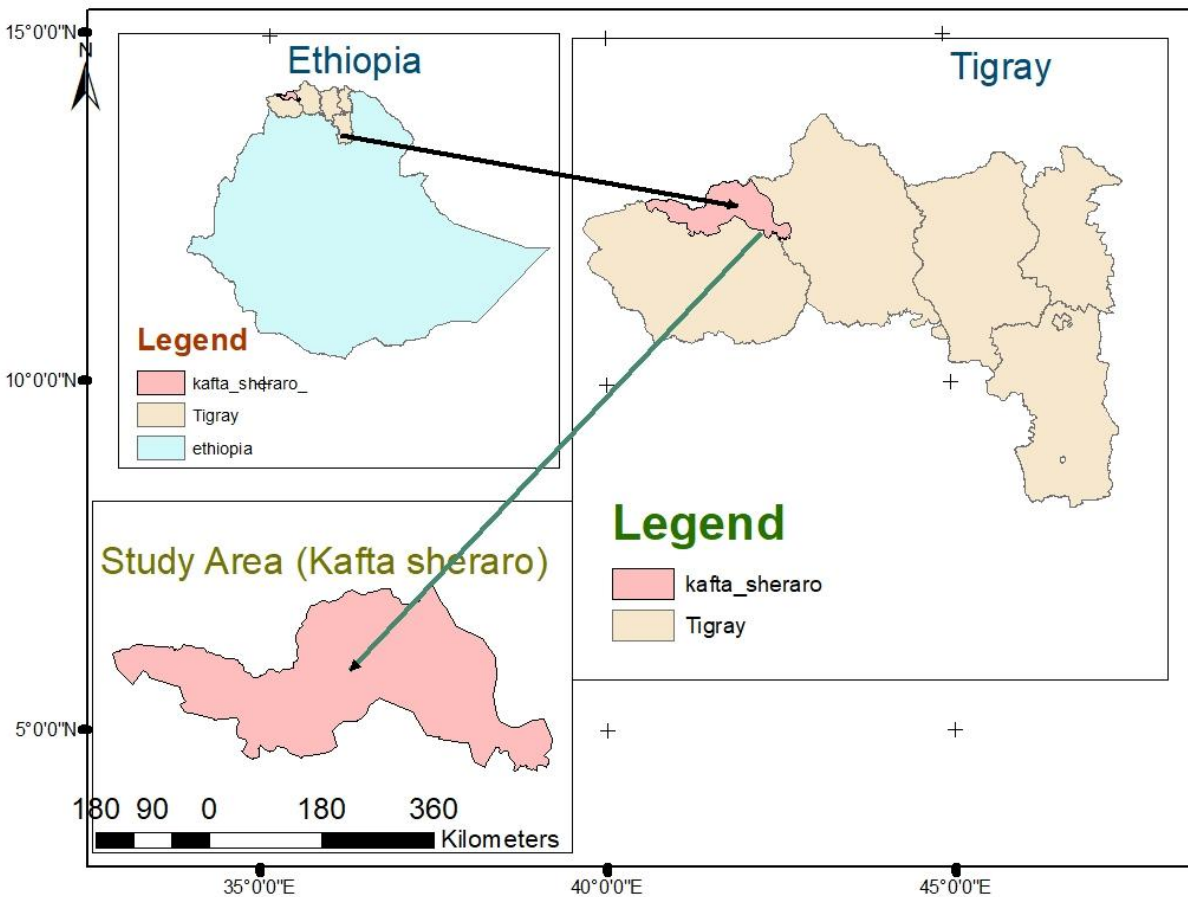 15°0'0"N
N
Ethiopia
Tigray
Legend
kafta_sheraro_
Tigray
ethiopia
10°0'0"N
Legend
kafta_sheraro
Tigray
Study Area (Kafta sheraro)
5°0'0"N
180 90 0 180 360
Kilometers
35°0'0"E 40°0'0"E 45°0'0"E